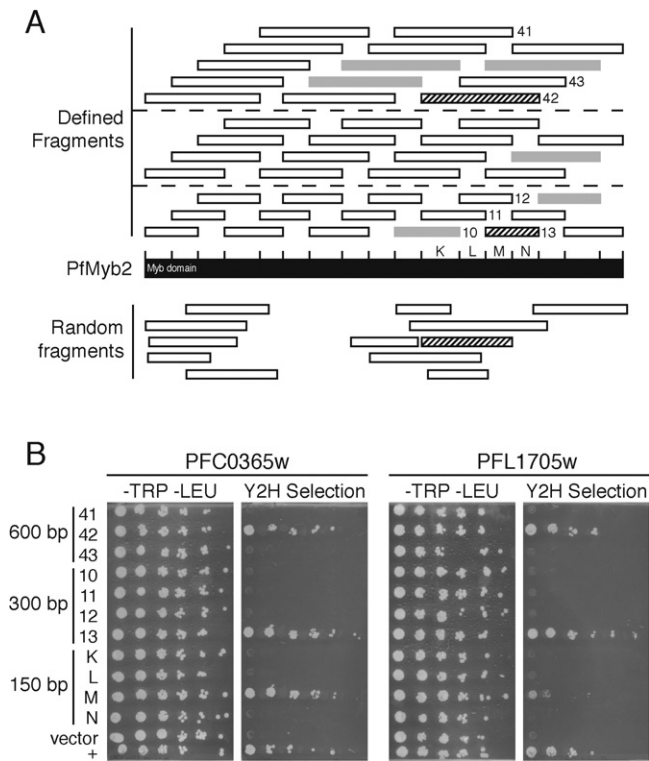 A
41
43
42
Defined
Fragments
12
11
10
13
K L M N
PfMyb2
Myb domain
Random
fragments
B
PFC0365w PFL1705w
-TRP -LEU Y2H Selection -TRP -LEU Y2H Selection
600 bp
41
42
43
300 bp
10
11
12
13
150 bp
K
L
M
N
vector
+